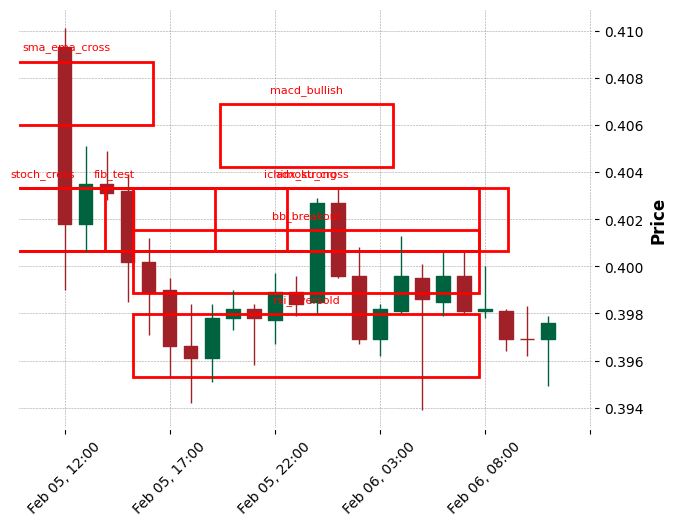 sma_ema_cross
macd_bullish
stoch_cross
fib_test
bb_breakout
0.410
0.408
0.406
0.404
0.402
0.400
0.398
0.396
0.394
Price
Feb 05, 12:00
Feb 05, 17:00
Feb 05, 22:00
Feb 06, 03:00
Feb 06, 08:00